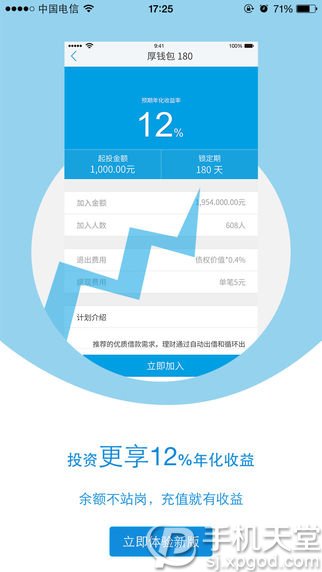 中国电信 17:25 71%
9:41 100%
厚钱包 180
预期年化收益率
12%
起投金额 锁定期
1,000.00元 180 天
加入金额 1,954,000.00元
加入人数 608人
退出费用 债权价值*0.4%
提现费用 单笔5元
计划介绍
推荐的优质借款需求，理财通过自动出借和循环出
立即加入
投资更享12%年化收益
余额不站岗，充值就有收益
立即体验新版
手机天堂
sj.xpgod.com